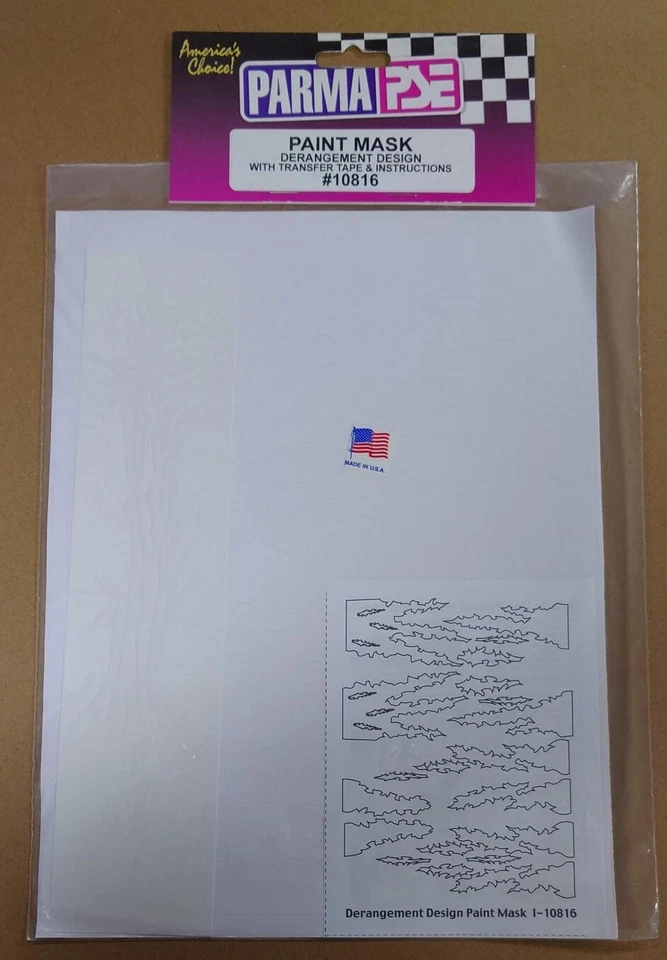 America's
Choice!
PARMA PSE
PAINT MASK
DERANGEMENT DESIGN
WITH TRANSFER TAPE & INSTRUCTIONS
#10816
MADE IN U.S.A.
Derangement Design Paint Mask I-10816